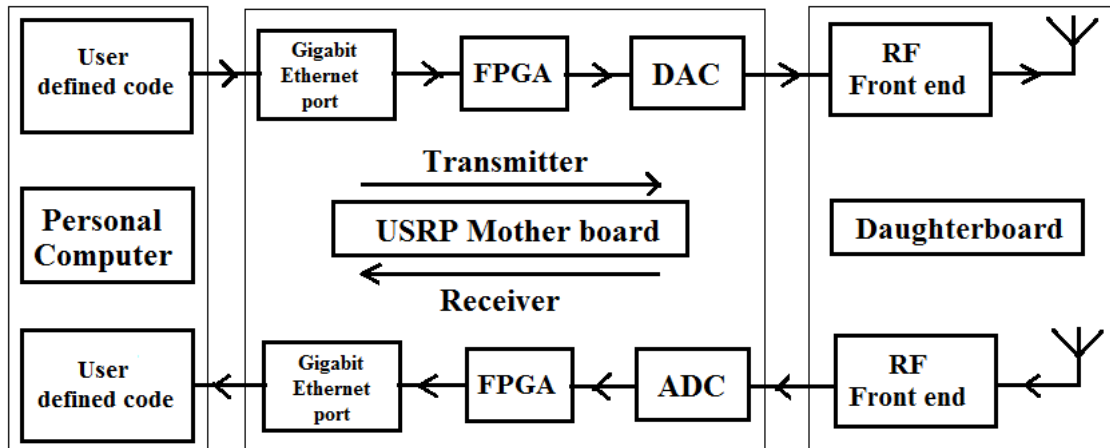 User
defined code
Gigabit
Ethernet
port
FPGA
DAC
RF
Front end
Transmitter
Personal
Computer
USRP Mother board
Daughterboard
Receiver
User
defined code
Gigabit
Ethernet
port
FPGA
ADC
RF
Front end